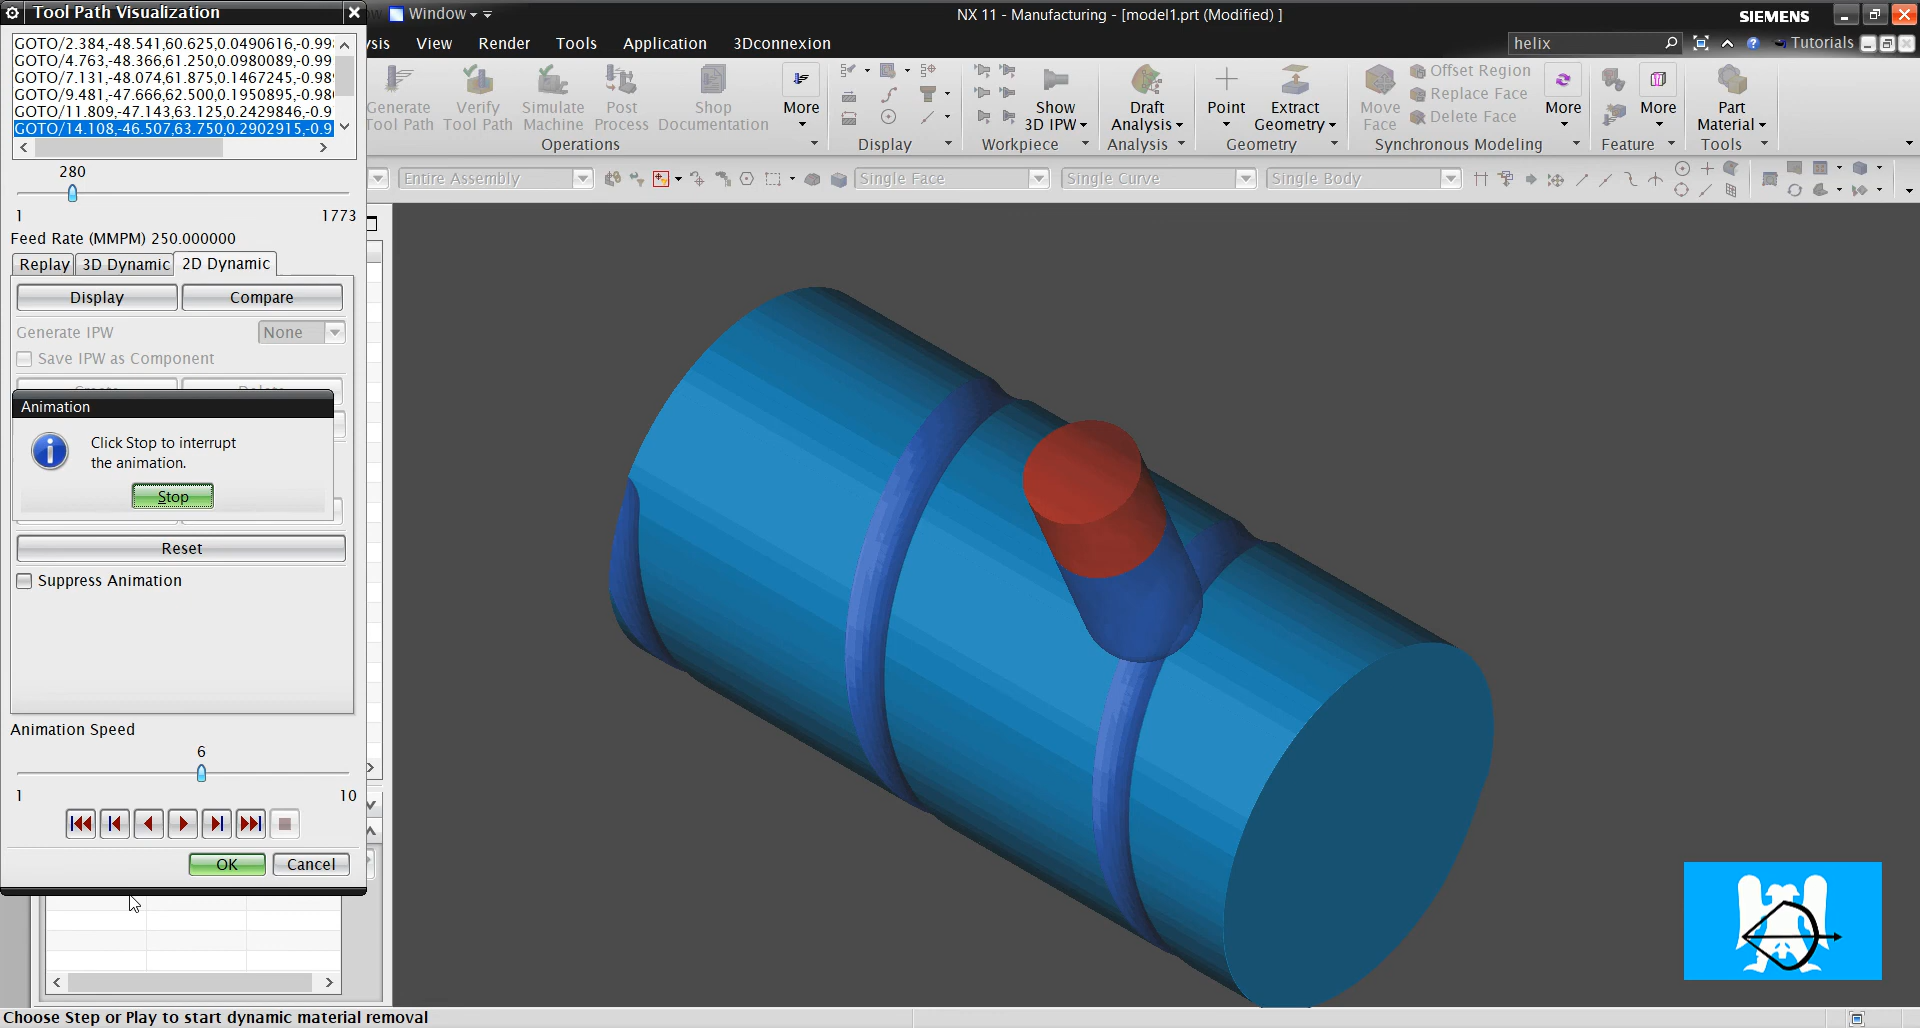 Tool Path Visualization
Window
NX 11 - Manufacturing - [model1.prt (Modified) ]
SIEMENS
View
Render
Tools
Application
3Dconnexion
helix
Tutorials
GOTO/2.384,-48.541,60.625,0.0490616,-0.99
GOTO/4.763,-48.366,61.250,0.0980089,-0.99
GOTO/7.131,-48.074,61.875,0.1467245,-0.98
GOTO/9.481,-47.666,62.500,0.1950895,-0.98
GOTO/11.809,-47.143,63.125,0.2429846,-0.9
GOTO/14.108,-46.507,63.750,0.2902915,-0.9
Generate
Tool Path
Verify
Tool Path
Simulate
Machine
Post
Process
Shop
Documentation
More
Operations
Display
Show
3D IPW
Workpiece
Draft
Analysis
Analysis
Point
Extract
Geometry
Geometry
Move
Face
Offset Region
Replace Face
Delete Face
More
Synchronous Modeling
More
Feature
Part
Material
Tools
Entire Assembly
Single Face
Single Curve
Single Body
280
1
1773
Feed Rate (MMPM) 250.000000
Replay
3D Dynamic
2D Dynamic
Display
Compare
Generate IPW
None
Save IPW as Component
Animation
Click Stop to interrupt
the animation.
Stop
Reset
Suppress Animation
Animation Speed
6
1
10
OK
Cancel
Choose Step or Play to start dynamic material removal